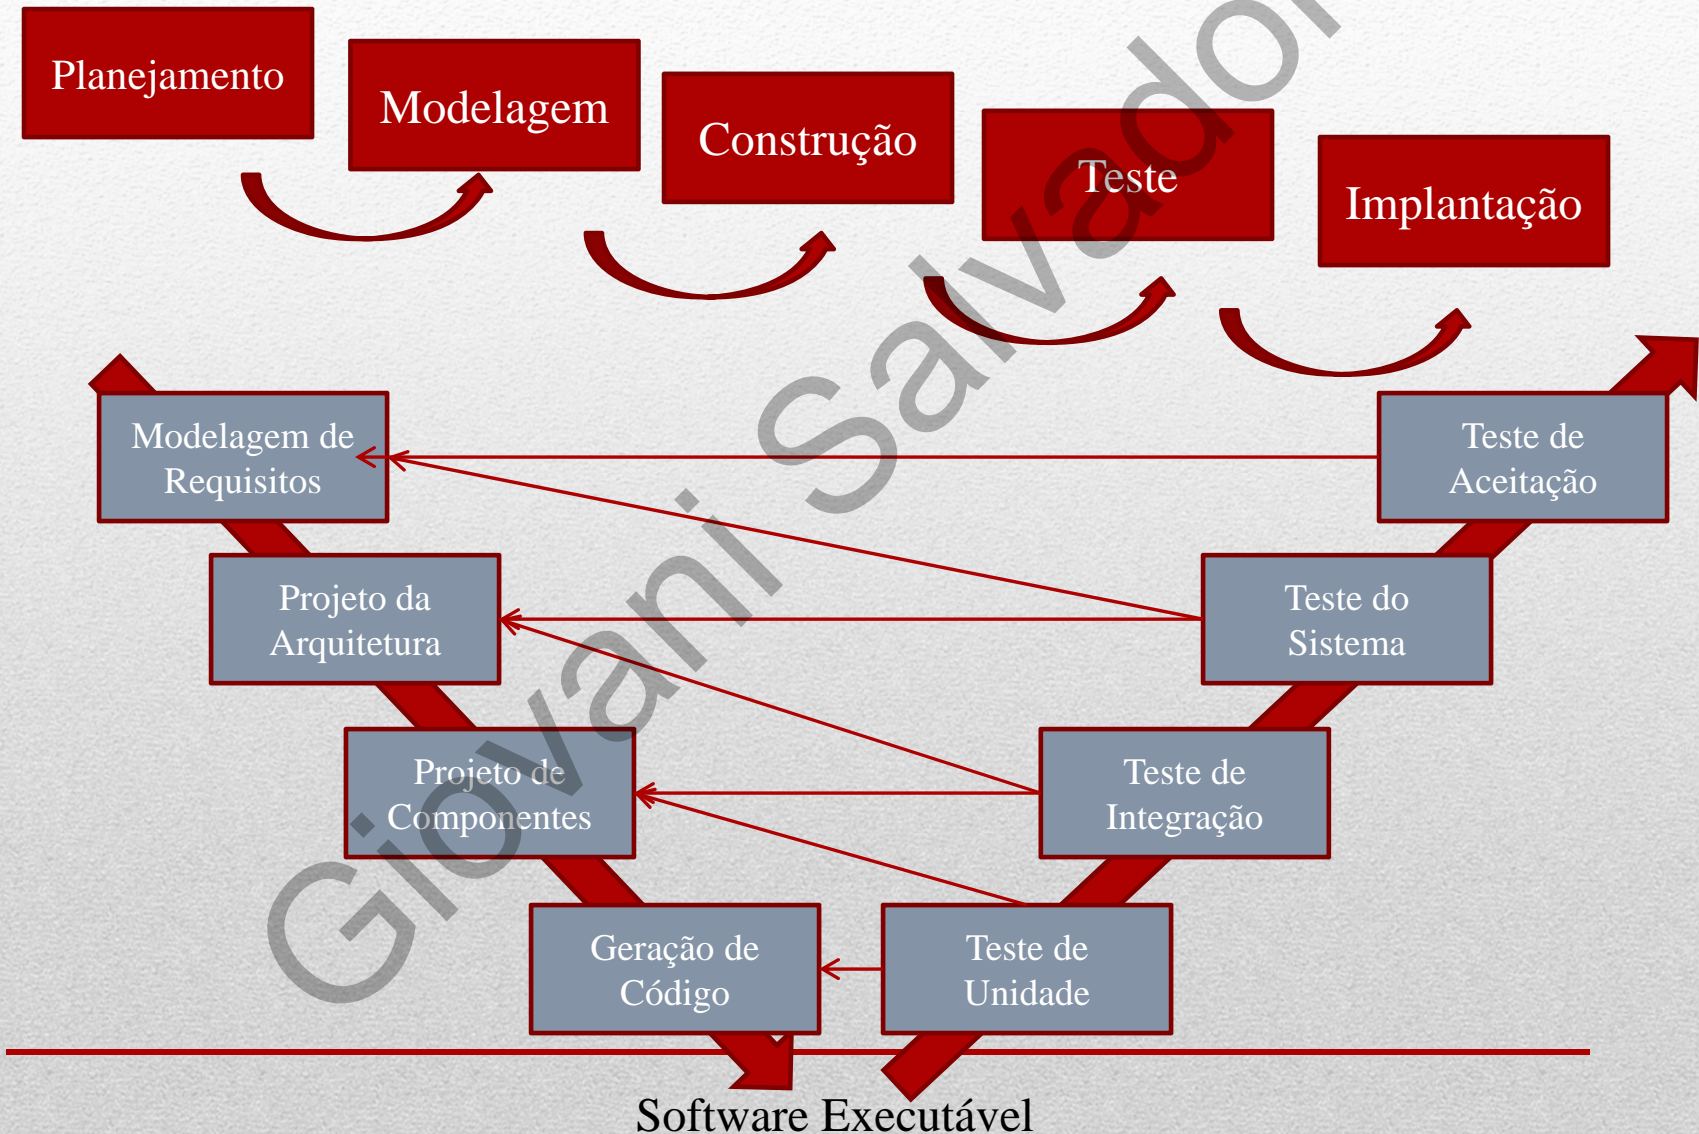 Planejamento
Modelagem
Construção
Teste
Implantação
Modelagem de
Requisitos
Teste de
Aceitação
Projeto da
Arquitetura
Teste do
Sistema
Projeto de
Componentes
Teste de
Integração
Geração de
Código
Teste de
Unidade
Software Executável
Giovani Salvador